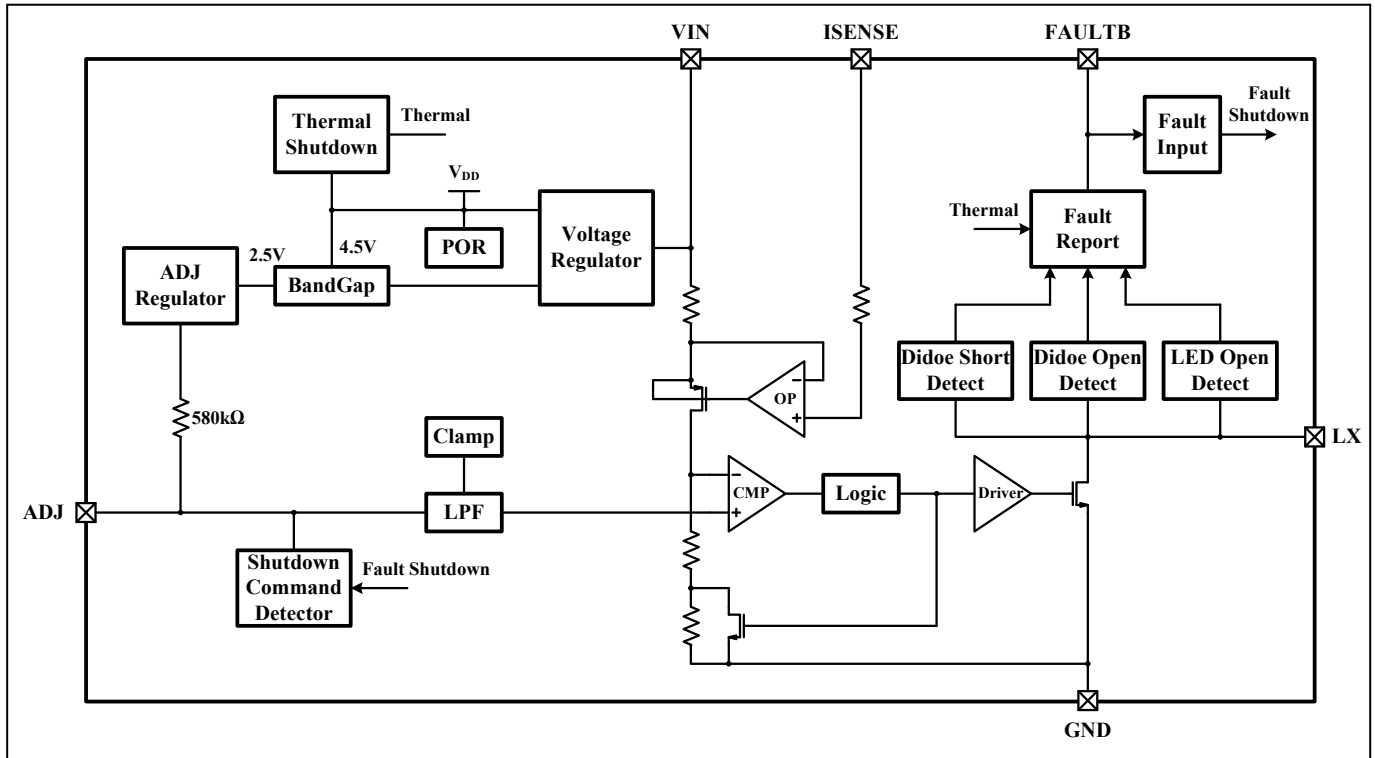 VIN
ISENSE
FAULTB
Thermal
Shutdown
Thermal
Fault
Input
Fault
Shutdown
VDD
POR
Voltage
Regulator
Thermal
Fault
Report
ADJ
Regulator
2.5V
4.5V
BandGap
Didoe Short
Detect
Didoe Open
Detect
LED Open
Detect
580kΩ
−
OP
+
Clamp
LX
ADJ
LPF
−
CMP
+
Logic
Driver
Shutdown
Command
Detector
Fault Shutdown
GND